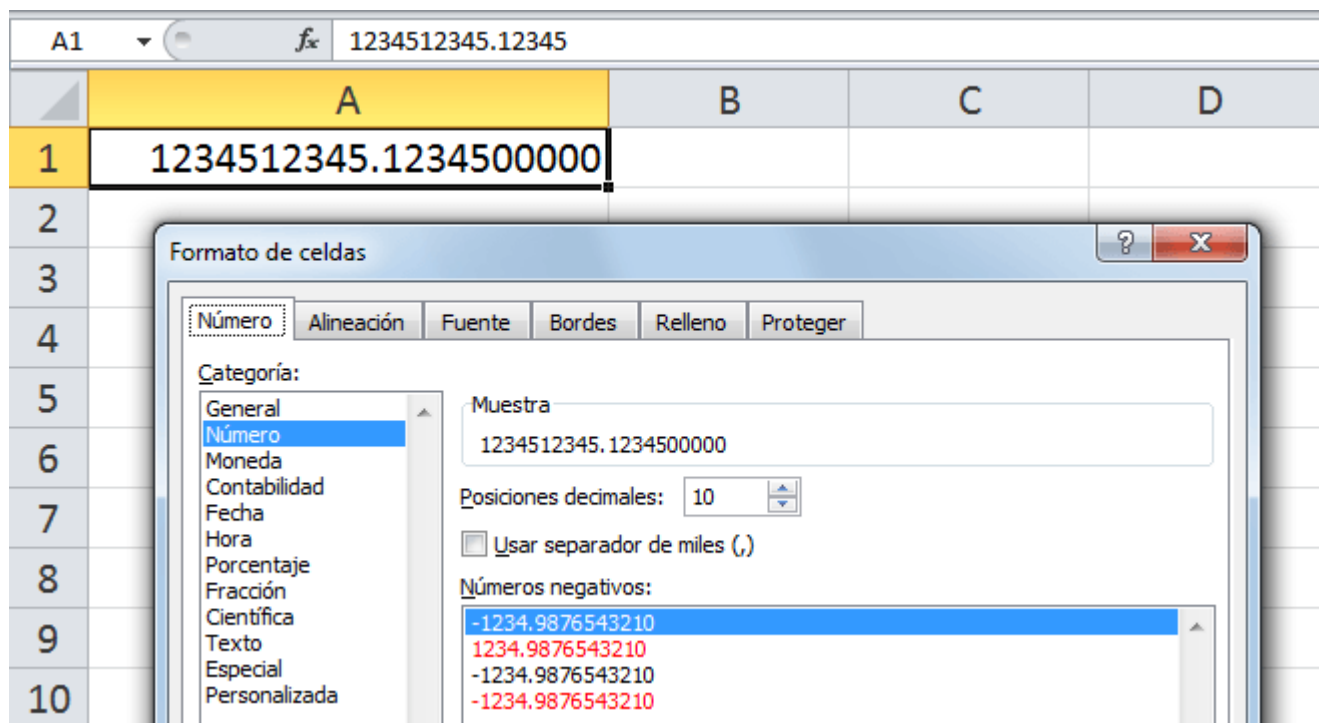 A1 fx 1234512345.12345
A B C D
1 1234512345.1234500000
2
3
4
5
6
7
8
9
10
Formato de celdas ?
Número Alineación Fuente Bordes Relleno Proteger
Categoría:
General
Número
Moneda
Contabilidad
Fecha
Hora
Porcentaje
Fracción
Científica
Texto
Especial
Personalizada
Muestra
1234512345.1234500000
Posiciones decimales: 10
Usar separador de miles (,)
Números negativos:
-1234.9876543210
1234.9876543210
-1234.9876543210
-1234.9876543210